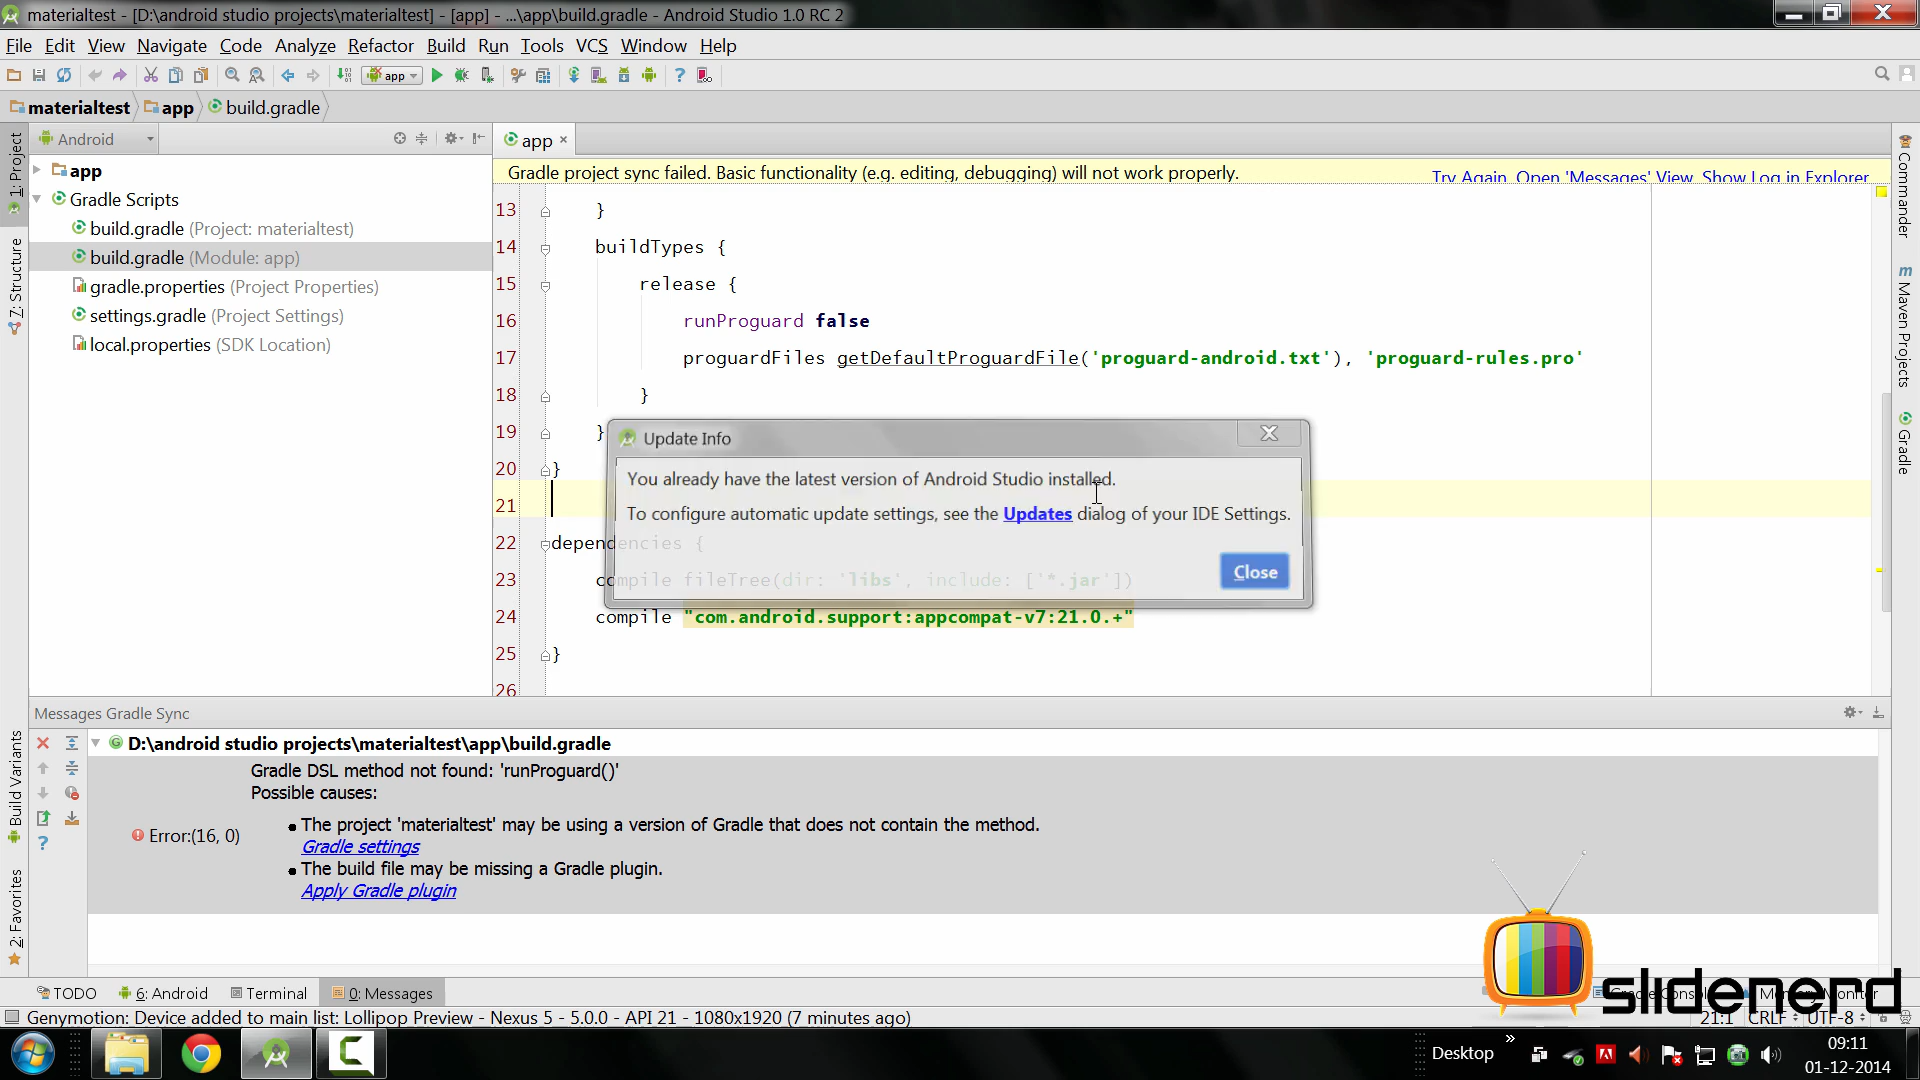 materialtest - [D:\android studio projects\materialtest] - [app] - ...\app\build.gradle - Android Studio 1.0 RC 2
File Edit View Navigate Code Analyze Refactor Build Run Tools VCS Window Help
app
materialtest app build.gradle
Android
app ×
1: Project
7: Structure
Build Variants
2: Favorites
app
Gradle Scripts
build.gradle (Project: materialtest)
build.gradle (Module: app)
gradle.properties (Project Properties)
settings.gradle (Project Settings)
local.properties (SDK Location)
Gradle project sync failed. Basic functionality (e.g. editing, debugging) will not work properly.
Try Again Open 'Messages' View Show Log in Explorer
13 }
14 buildTypes {
15 release {
16 runProguard false
17 proguardFiles getDefaultProguardFile('proguard-android.txt'), 'proguard-rules.pro'
18 }
19 }
20 }
21
22 dependencies {
23 compile fileTree(dir: 'libs', include: ['*.jar'])
24 compile "com.android.support:appcompat-v7:21.0.+"
25 }
26
Update Info
You already have the latest version of Android Studio installed.
To configure automatic update settings, see the Updates dialog of your IDE Settings.
Close
Commander
Maven Projects
Gradle
Messages Gradle Sync
D:\android studio projects\materialtest\app\build.gradle
Gradle DSL method not found: 'runProguard()'
Possible causes:
Error:(16, 0)
The project 'materialtest' may be using a version of Gradle that does not contain the method.
Gradle settings
The build file may be missing a Gradle plugin.
Apply Gradle plugin
TODO 6: Android Terminal 0: Messages
slidenerd
Genymotion: Device added to main list: Lollipop Preview - Nexus 5 - 5.0.0 - API 21 - 1080x1920 (7 minutes ago)
21:1 CRLF UTF-8
Desktop
09:11
01-12-2014